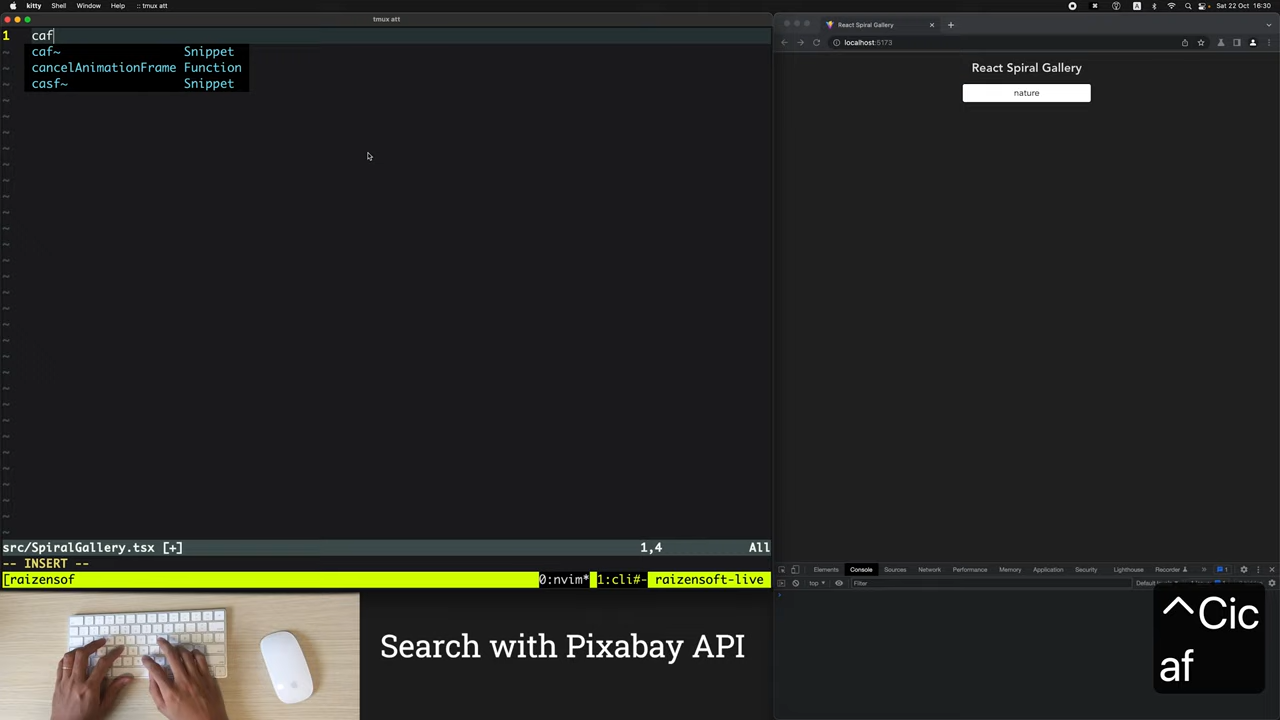 kitty Shell Window Help :: tmux att
Sat 22 Oct 16:30
tmux att
1 caf
~ caf~ Snippet
~ cancelAnimationFrame Function
~ casf~ Snippet
src/SpiralGallery.tsx [+] 1,4 All
-- INSERT --
[raizensof 0:nvim* 1:cli#- raizensoft-live
React Spiral Gallery
localhost:5173
React Spiral Gallery
nature
Elements Console Sources Network Performance Memory Application Security Lighthouse Recorder » 1
top Filter
Search with Pixabay API
^Cic
af